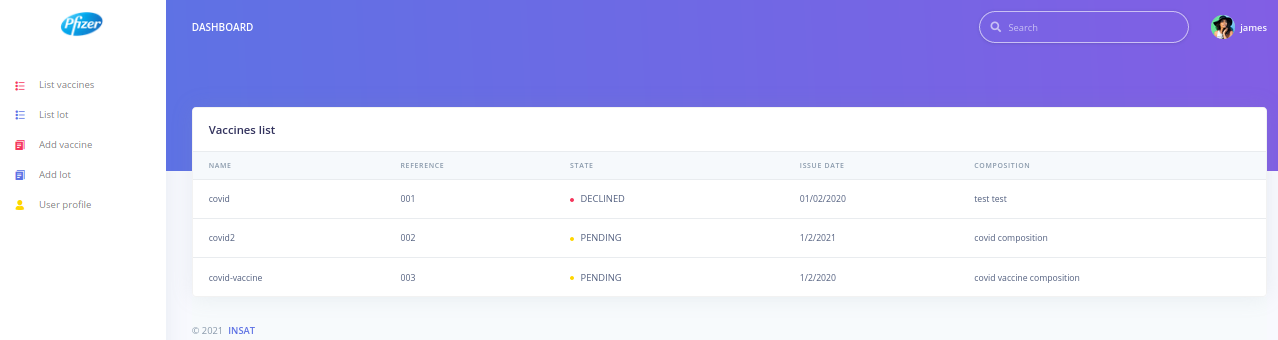 Pfizer
DASHBOARD
Search
james
List vaccines
List lot
Add vaccine
Add lot
User profile
Vaccines list
NAME REFERENCE STATE ISSUE DATE COMPOSITION
covid 001 DECLINED 01/02/2020 test test
covid2 002 PENDING 1/2/2021 covid composition
covid-vaccine 003 PENDING 1/2/2020 covid vaccine composition
© 2021 INSAT